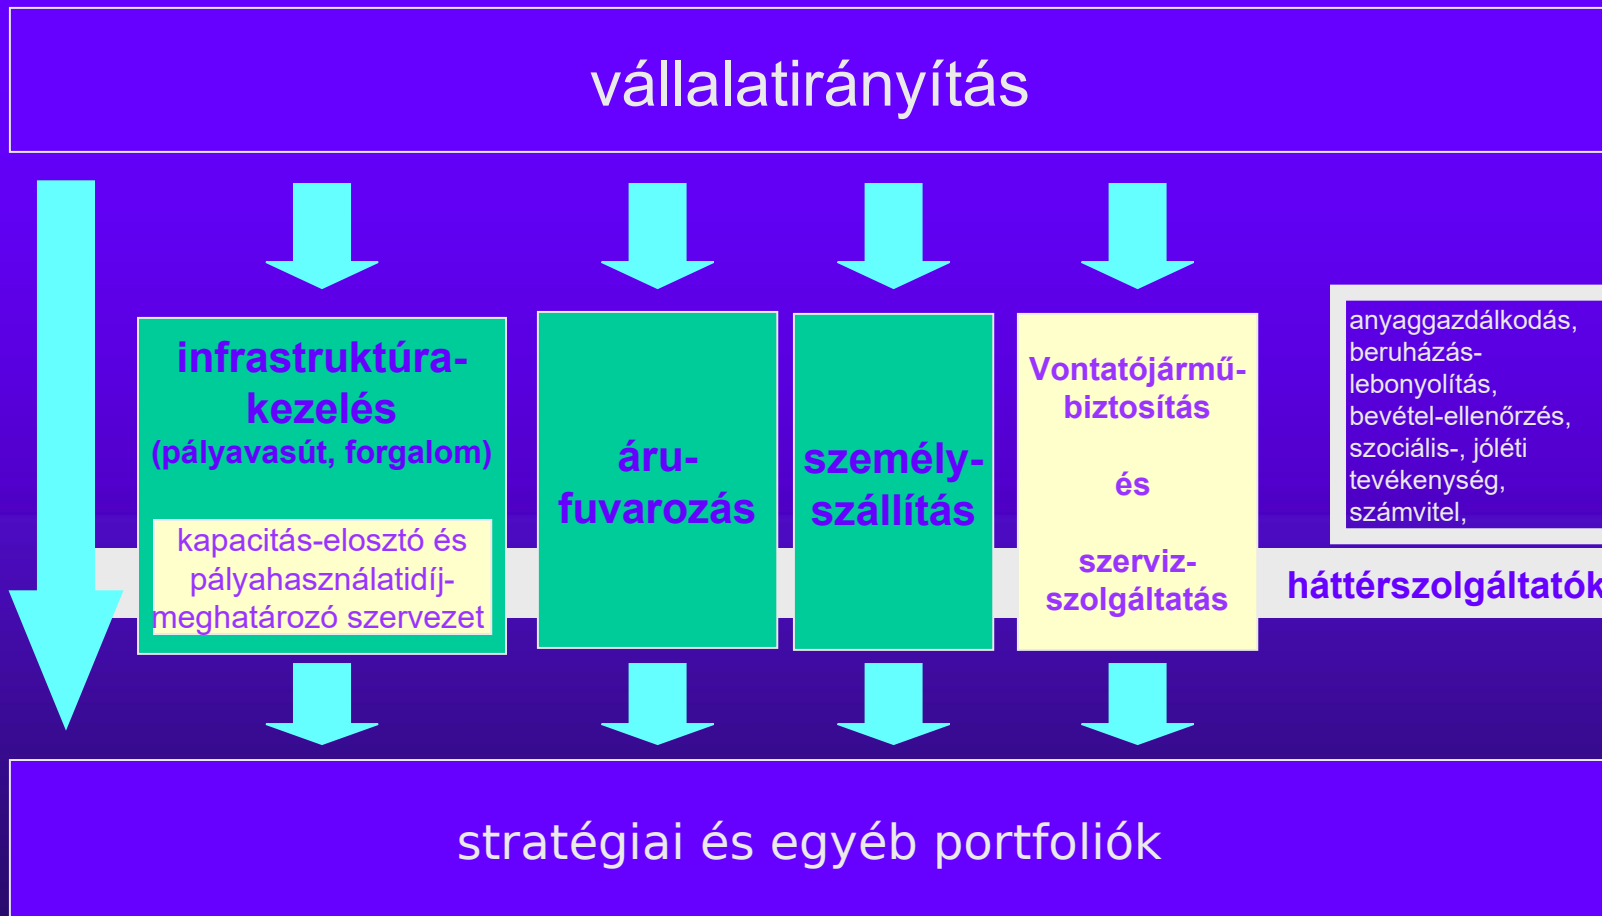 vállalatirányítás
infrastruktúra-
kezelés
(pályavasút, forgalom)
kapacitás-elosztó és
pályahasználatidíj-
meghatározó szervezet
áru-
fuvarozás
személy-
szállítás
Vontatójármű-
biztosítás
és
szerviz-
szolgáltatás
anyaggazdálkodás,
beruházás-
lebonyolítás,
bevétel-ellenőrzés,
szociális-, jóléti
tevékenység,
számvitel,
háttérszolgáltatók
stratégiai és egyéb portfoliók